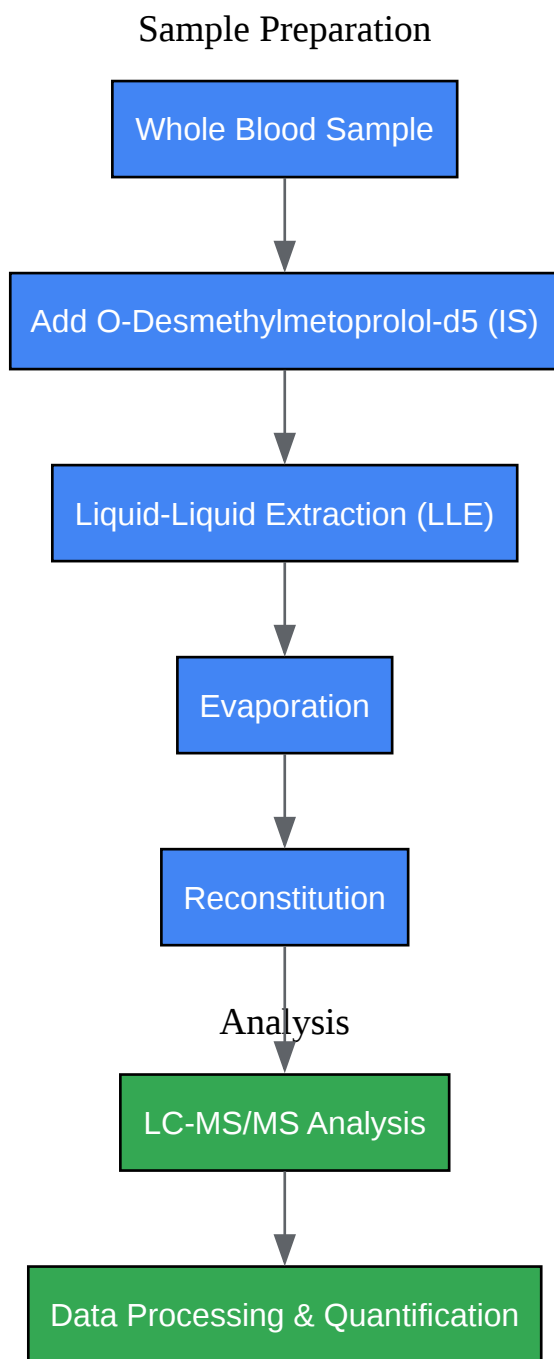 Sample Preparation
Whole Blood Sample
Add O-Desmethylmetoprolol-d5 (IS)
Liquid-Liquid Extraction (LLE)
Evaporation
Reconstitution
Analysis
LC-MS/MS Analysis
Data Processing & Quantification